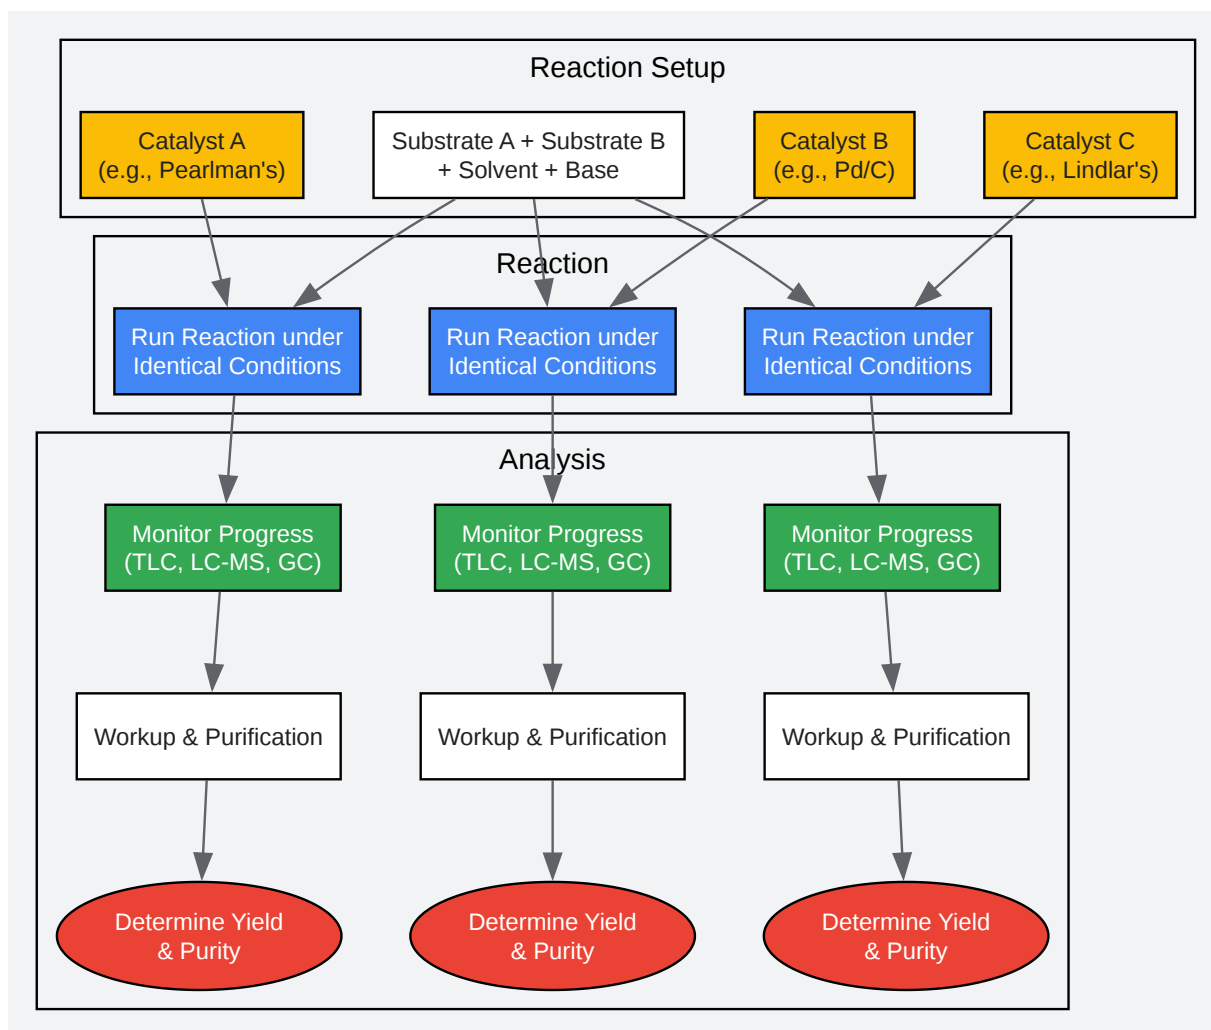 Reaction Setup
Catalyst A
(e.g., Pearlman's)
Substrate A + Substrate B
+ Solvent + Base
Catalyst B
(e.g., Pd/C)
Catalyst C
(e.g., Lindlar's)
Reaction
Run Reaction under
Identical Conditions
Run Reaction under
Identical Conditions
Run Reaction under
Identical Conditions
Analysis
Monitor Progress
(TLC, LC-MS, GC)
Monitor Progress
(TLC, LC-MS, GC)
Monitor Progress
(TLC, LC-MS, GC)
Workup & Purification
Workup & Purification
Workup & Purification
Determine Yield
& Purity
Determine Yield
& Purity
Determine Yield
& Purity